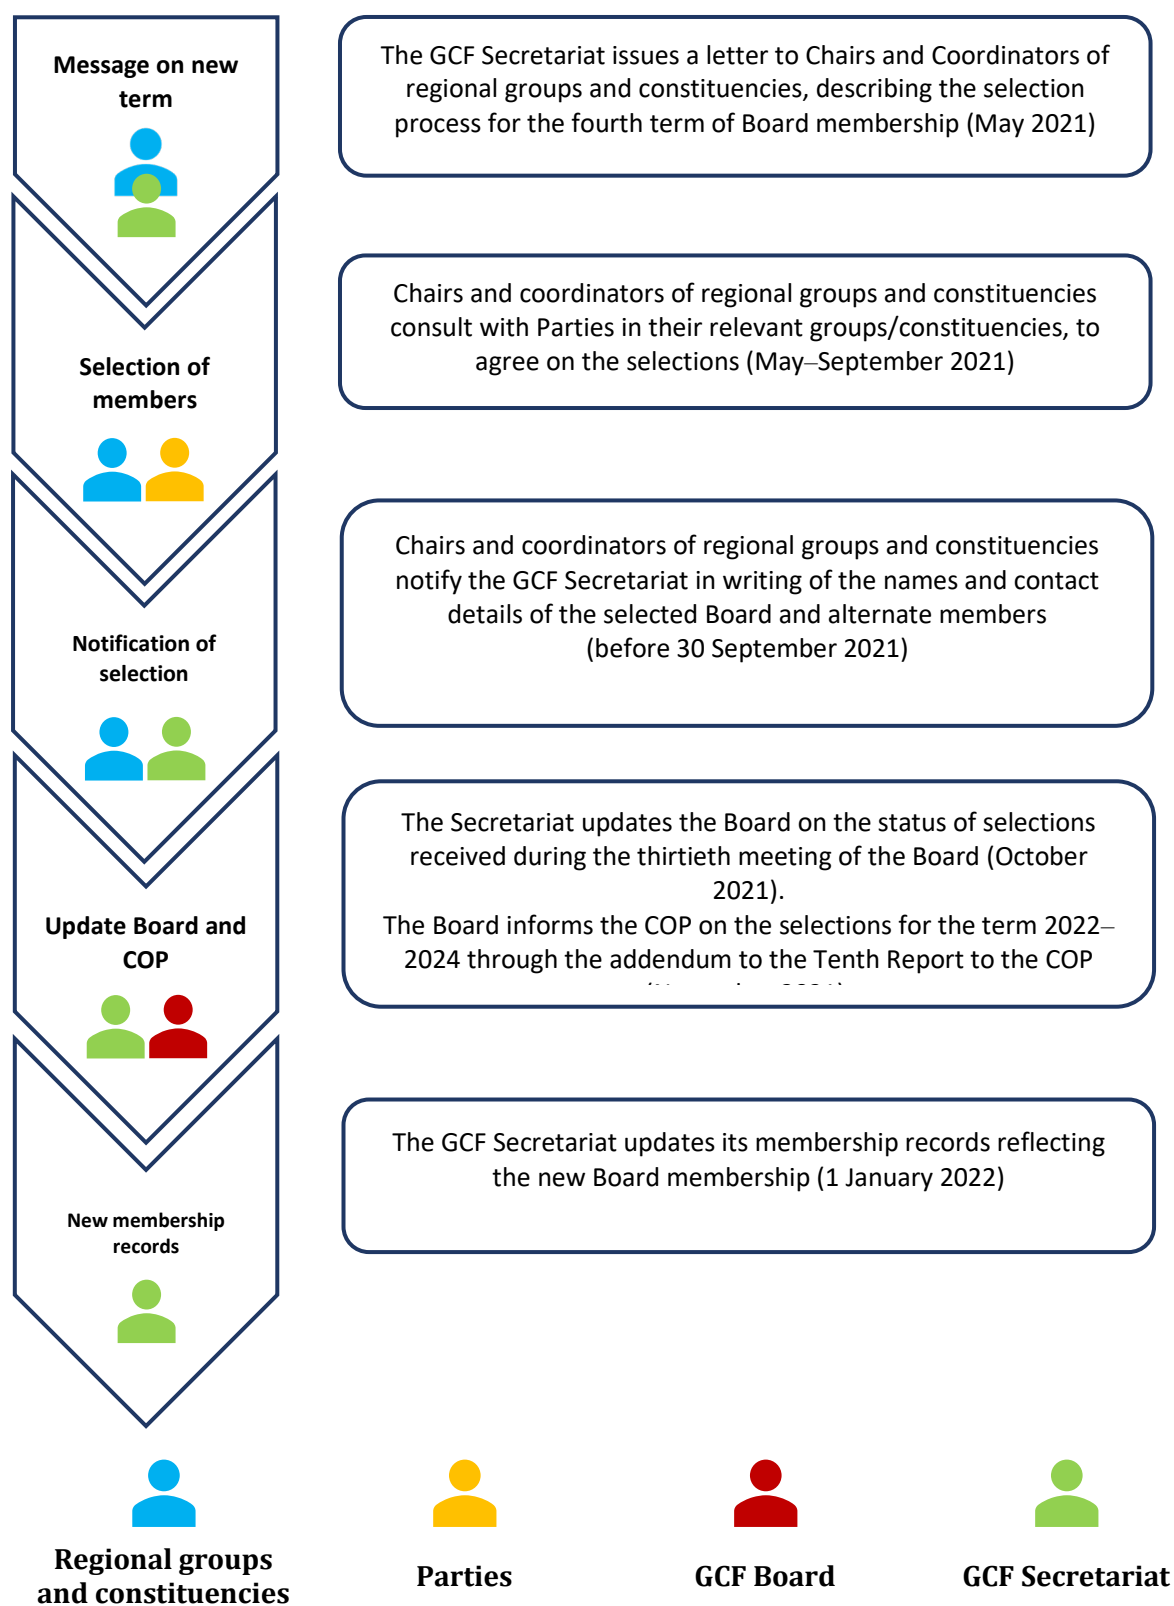 Message on new
term
The GCF Secretariat issues a letter to Chairs and Coordinators of
regional groups and constituencies, describing the selection
process for the fourth term of Board membership (May 2021)
Selection of
members
Chairs and coordinators of regional groups and constituencies
consult with Parties in their relevant groups/constituencies, to
agree on the selections (May–September 2021)
Notification of
selection
Chairs and coordinators of regional groups and constituencies
notify the GCF Secretariat in writing of the names and contact
details of the selected Board and alternate members
(before 30 September 2021)
Update Board and
COP
The Secretariat updates the Board on the status of selections
received during the thirtieth meeting of the Board (October
2021).
The Board informs the COP on the selections for the term 2022–
2024 through the addendum to the Tenth Report to the COP
New membership
records
The GCF Secretariat updates its membership records reflecting
the new Board membership (1 January 2022)
Regional groups
and constituencies
Parties
GCF Board
GCF Secretariat